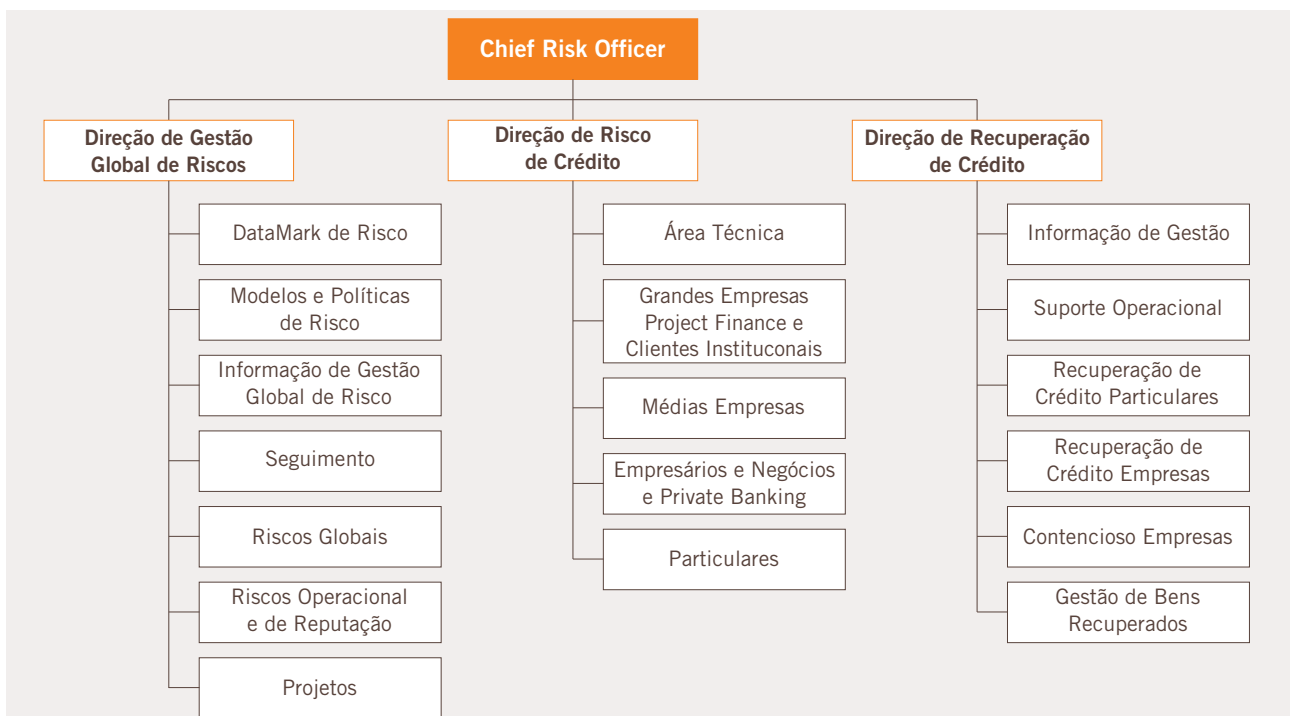 Chief Risk Officer
Direção de Gestão
Global de Riscos
DataMark de Risco
Modelos e Políticas
de Risco
Informação de Gestão
Global de Risco
Seguimento
Riscos Globais
Riscos Operacional
e de Reputação
Projetos
Direção de Risco
de Crédito
Área Técnica
Grandes Empresas
Project Finance e
Clientes Instituconais
Médias Empresas
Empresários e Negócios
e Private Banking
Particulares
Direção de Recuperação
de Crédito
Informação de Gestão
Suporte Operacional
Recuperação de
Crédito Particulares
Recuperação de
Crédito Empresas
Contencioso Empresas
Gestão de Bens
Recuperados